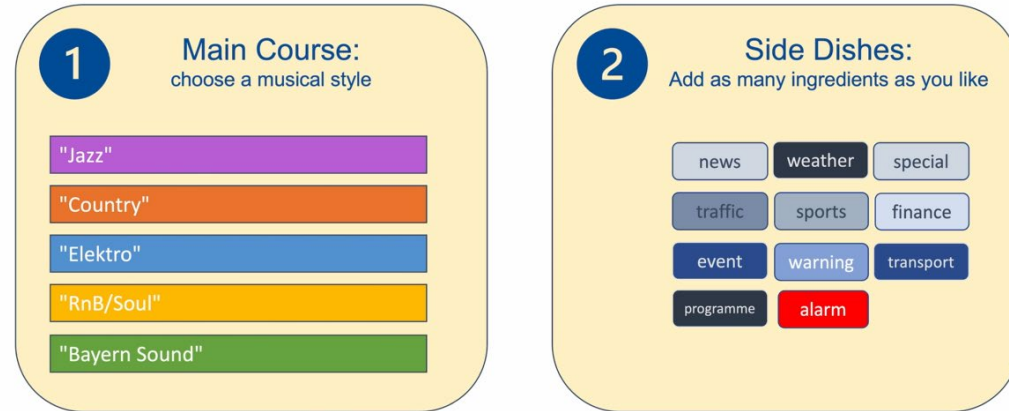 1
Main Course:
choose a musical style
"Jazz"
"Country"
"Elektro"
"RnB/Soul"
"Bayern Sound"
2
Side Dishes:
Add as many ingredients as you like
news weather special
traffic sports finance
event warning transport
programme alarm